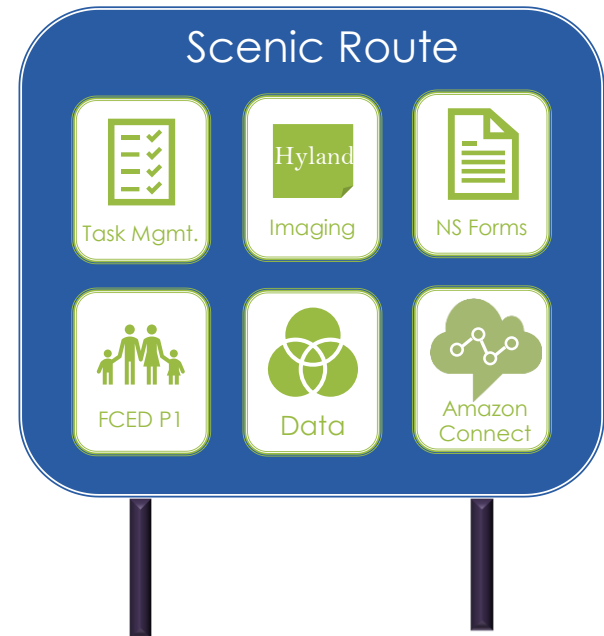 Scenic Route
Task Mgmt.
Hyland
Imaging
NS Forms
FCED P1
Data
Amazon
Connect